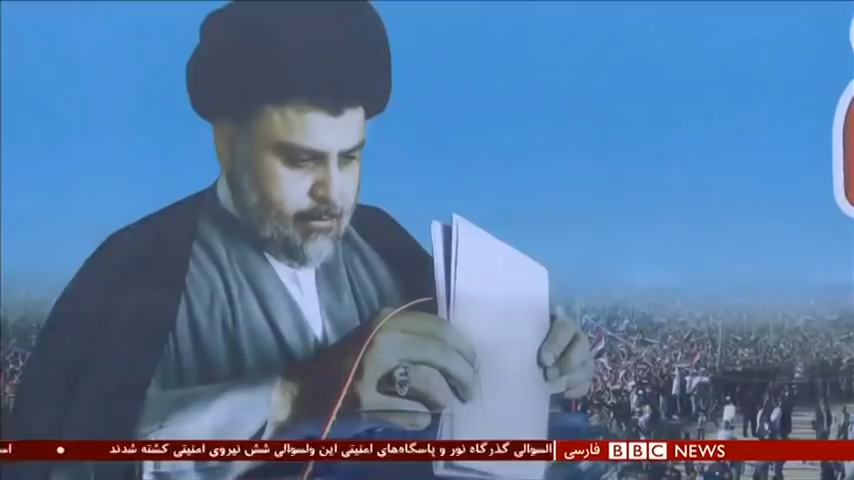 السوالی گذرگاه نور و پاسگاه‌های امنیتی این ولسوالی شش نیروی امنیتی کشته شدند
فارسی BBC NEWS